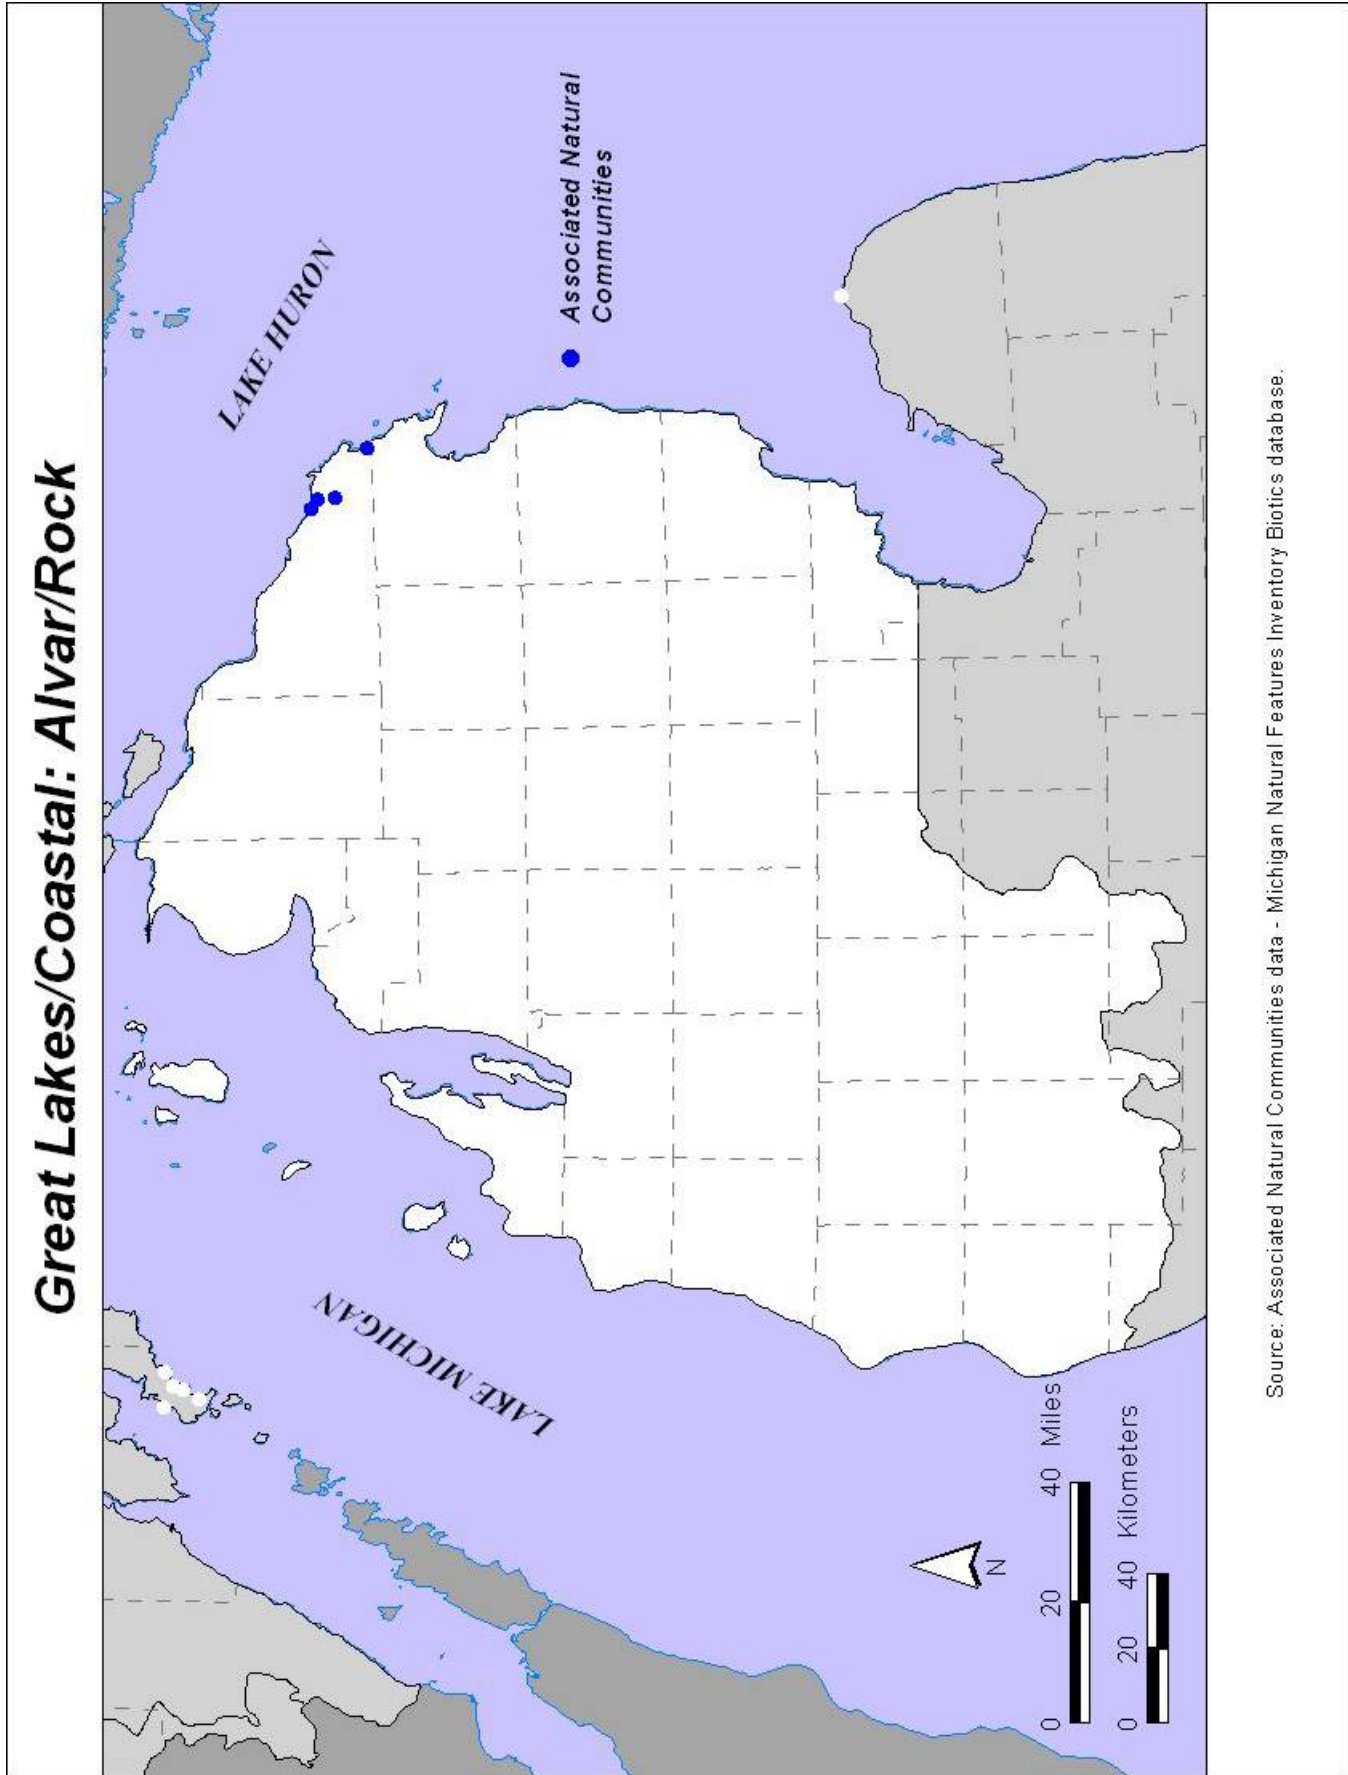 Great Lakes/Coastal: Alvar/Rock
LAKE HURON
Associated Natural
Communities
LAKE MICHIGAN
N
0 20 40 Miles
0 20 40 Kilometers
Source: Associated Natural Communities data - Michigan Natural Features Inventory Biotics database.